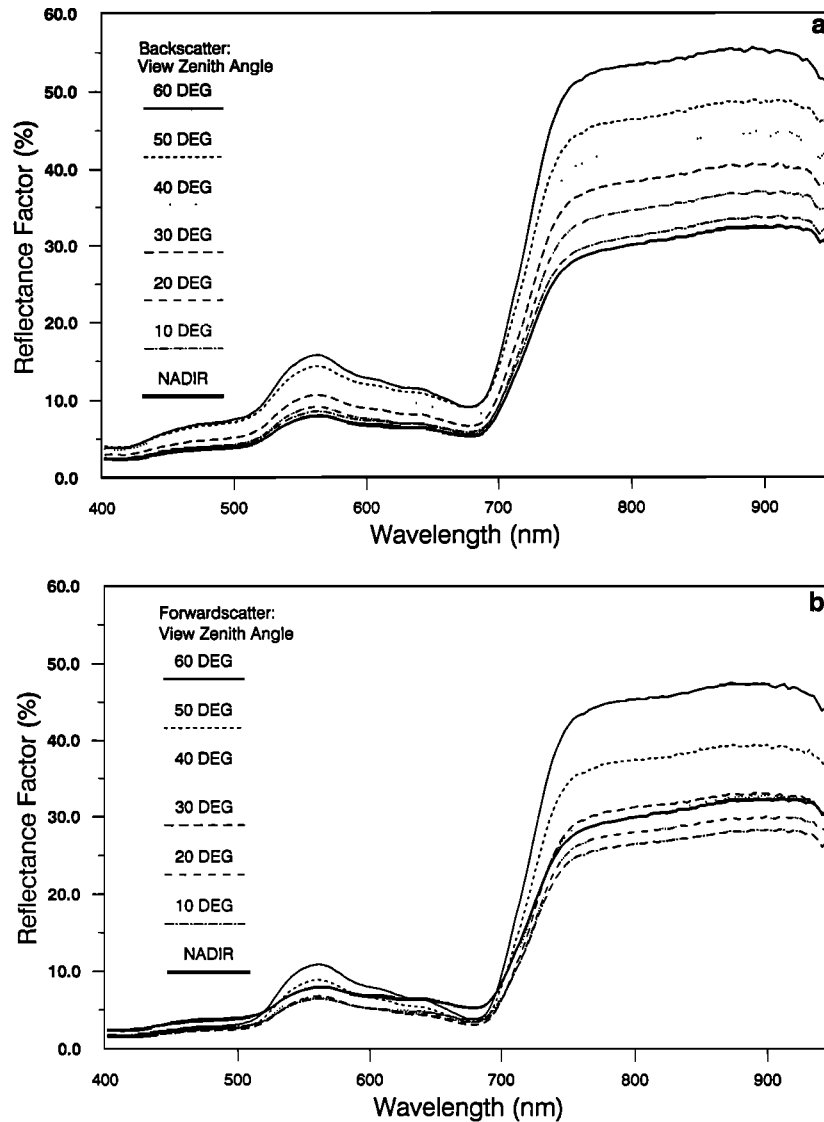 a
60.0
50.0
40.0
30.0
20.0
10.0
0.0
Reflectance Factor (%)
Backscatter:
View Zenith Angle
60 DEG
50 DEG
40 DEG
30 DEG
20 DEG
10 DEG
NADIR
400 500 600 700 800 900
Wavelength (nm)
b
60.0
50.0
40.0
30.0
20.0
10.0
0.0
Reflectance Factor (%)
Forwardscatter:
View Zenith Angle
60 DEG
50 DEG
40 DEG
30 DEG
20 DEG
10 DEG
NADIR
400 500 600 700 800 900
Wavelength (nm)